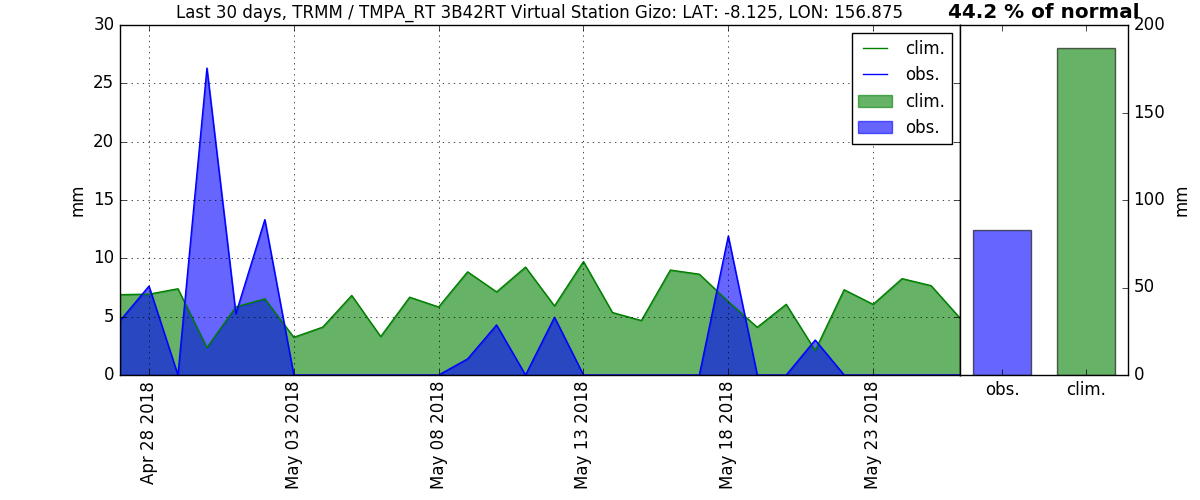 Last 30 days, TRMM / TMPA_RT 3B42RT Virtual Station Gizo: LAT: -8.125, LON: 156.875
44.2 % of normal
30
25
20
15
10
5
0
mm
clim.
obs.
clim.
obs.
200
150
100
50
0
mm
Apr 28 2018
May 03 2018
May 08 2018
May 13 2018
May 18 2018
May 23 2018
obs.
clim.